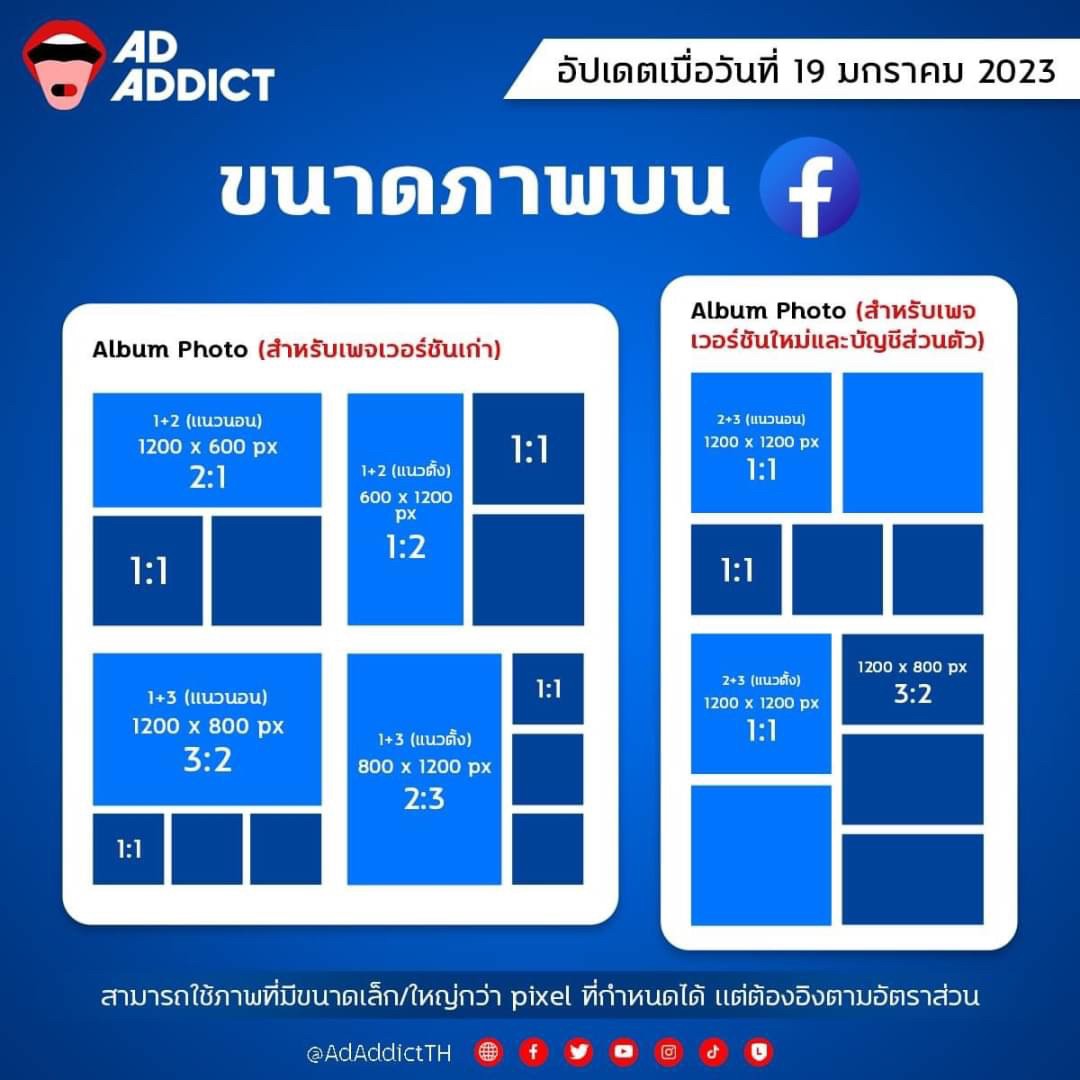 AD
ADDICT
อัปเดตเมื่อวันที่ 19 มกราคม 2023
ขนาดภาพบน f
Album Photo (สำหรับเพจเวอร์ชันเก่า)
1+2 (แนวนอน)
1200 x 600 px
2:1
1:1
1+2 (แนวตั้ง)
600 x 1200
px
1:2
1:1
1+3 (แนวนอน)
1200 x 800 px
3:2
1:1
1+3 (แนวตั้ง)
800 x 1200 px
2:3
1:1
Album Photo (สำหรับเพจ
เวอร์ชันใหม่และบัญชีส่วนตัว)
2+3 (แนวนอน)
1200 x 1200 px
1:1
1:1
2+3 (แนวตั้ง)
1200 x 1200 px
1:1
1200 x 800 px
3:2
สามารถใช้ภาพที่มีขนาดเล็ก/ใหญ่กว่า pixel ที่กำหนดได้ แต่ต้องอิงตามอัตราส่วน
@AdAddictTH